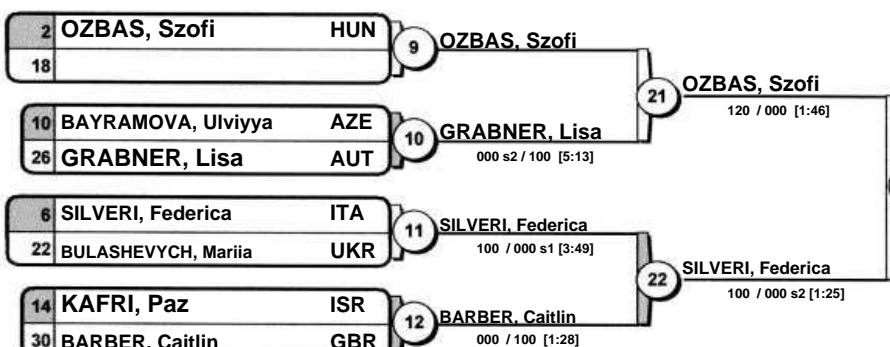 2 OZBAS, Szofi HUN
18
9
OZBAS, Szofi
10 BAYRAMOVA, Ulviyya AZE
26 GRABNER, Lisa AUT
10
GRABNER, Lisa
000 s2 / 100 [5:13]
21
OZBAS, Szofi
120 / 000 [1:46]
6 SILVERI, Federica ITA
22 BULASHEVYCH, Mariia UKR
11
SILVERI, Federica
100 / 000 s1 [3:49]
14 KAFRI, Paz ISR
30 BARBER, Caitlin GBR
12
BARBER, Caitlin
000 / 100 [1:28]
22
SILVERI, Federica
100 / 000 s2 [1:25]